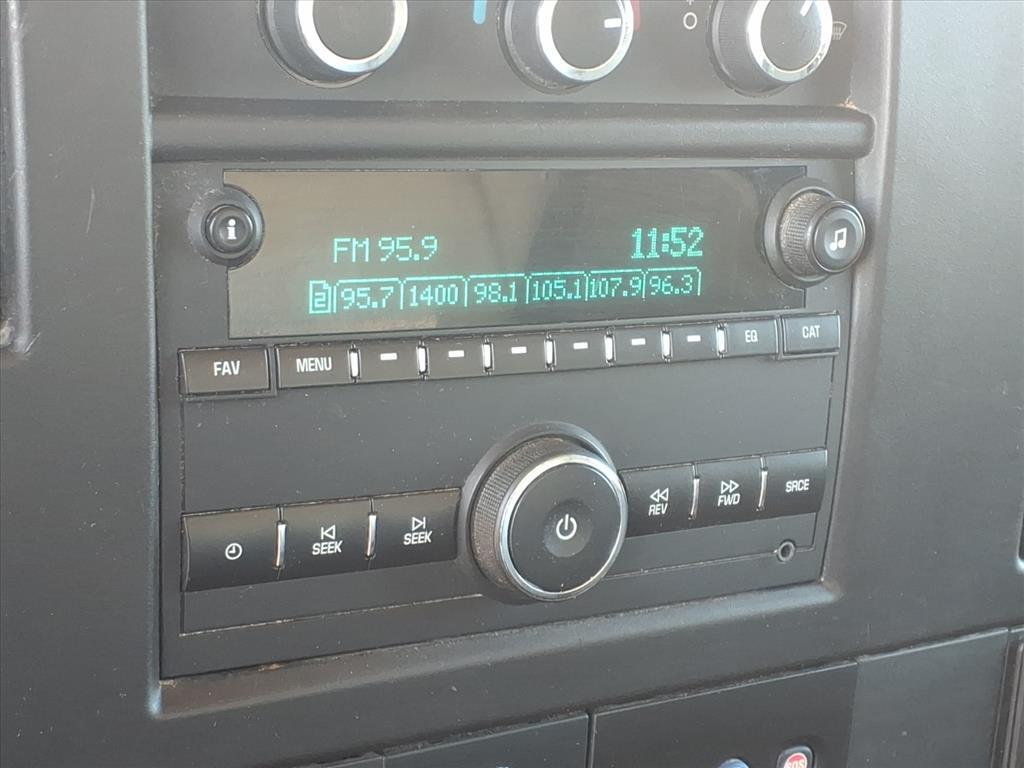 i
FM 95.9 11:52
2 95.7 1400 98.1 105.1 107.9 96.3
FAV MENU EQ CAT
SEEK SEEK REV FWD SRCE
SOS